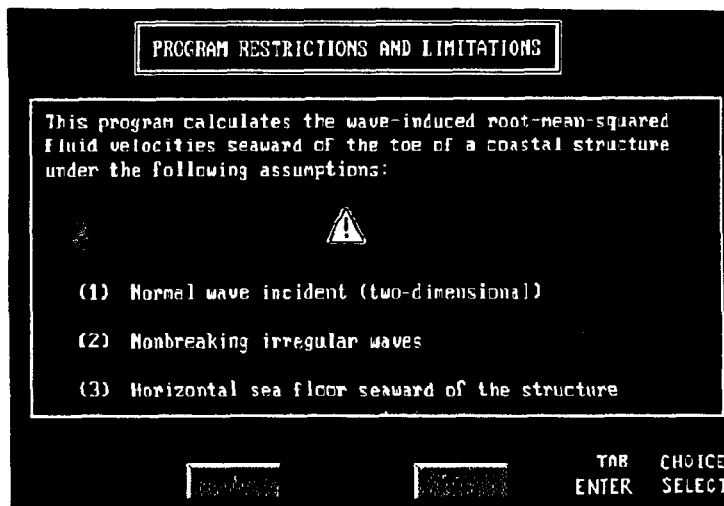 PROGRAM RESTRICTIONS AND LIMITATIONS
This program calculates the wave-induced root-mean-squared
fluid velocities seaward of the toe of a coastal structure
under the following assumptions:
(1) Normal wave incident (two-dimensional)
(2) Nonbreaking irregular waves
(3) Horizontal sea floor seaward of the structure
TAB CHOICE
ENTER SELECT